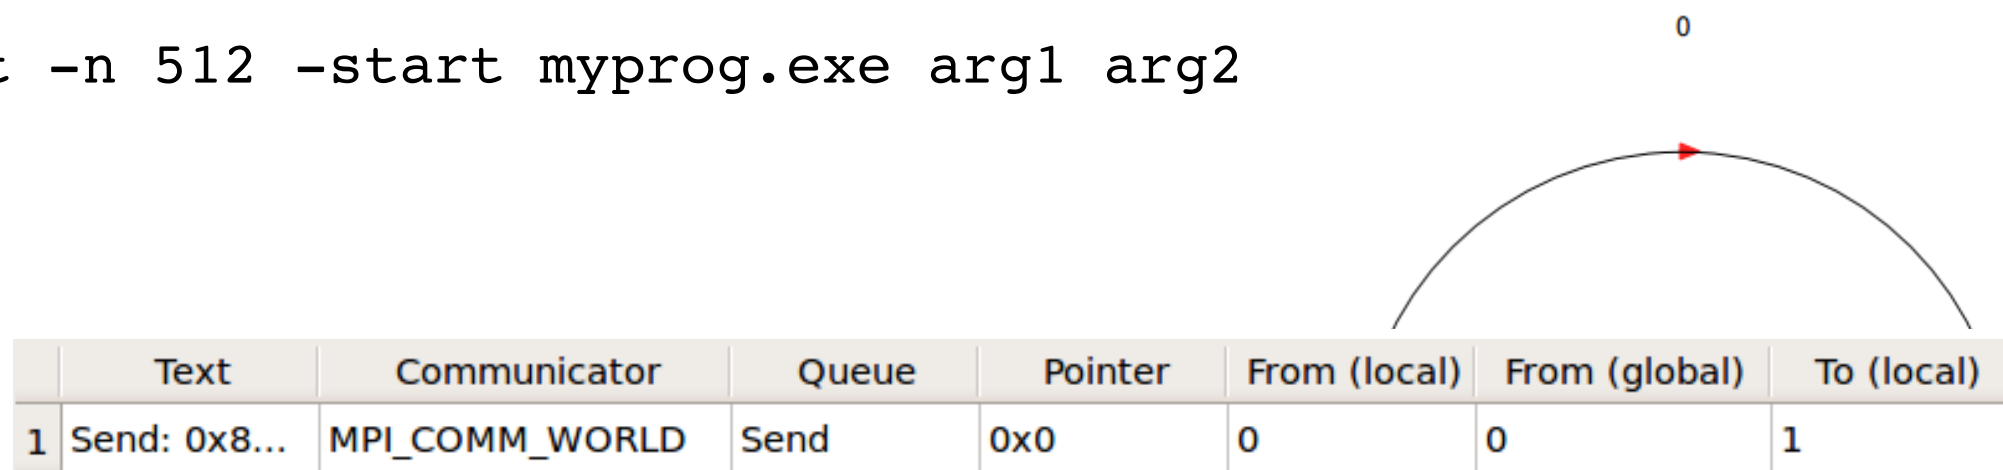 0
-n 512 -start myprog.exe arg1 arg2
Text Communicator Queue Pointer From (local) From (global) To (local)
1 Send: 0x8... MPI_COMM_WORLD Send 0x0 0 0 1